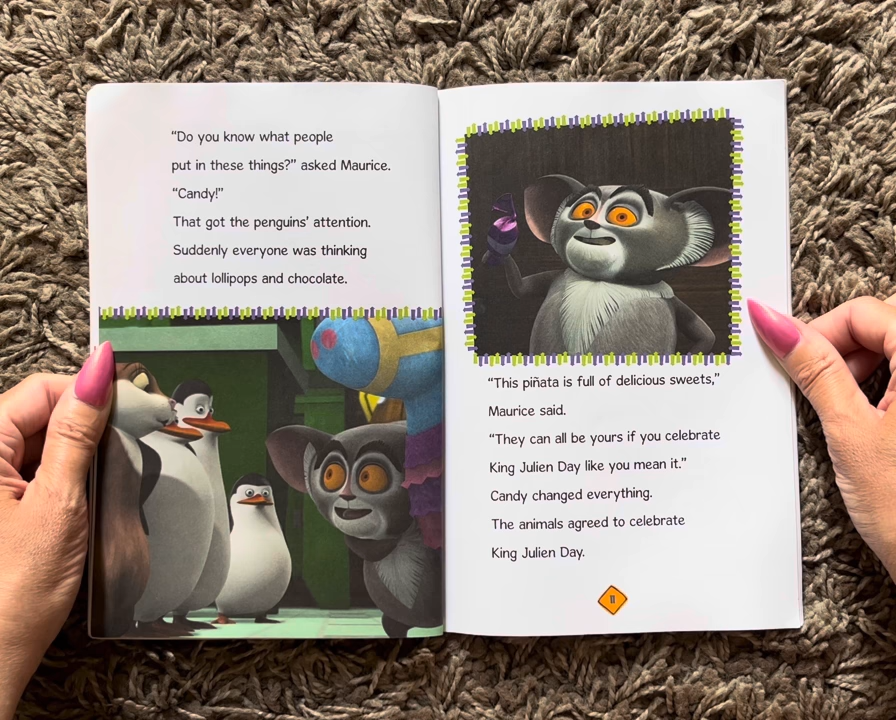 “Do you know what people
put in these things?” asked Maurice.
“Candy!”
That got the penguins’ attention.
Suddenly everyone was thinking
about lollipops and chocolate.
“This piñata is full of delicious sweets,”
Maurice said.
“They can all be yours if you celebrate
King Julien Day like you mean it.”
Candy changed everything.
The animals agreed to celebrate
King Julien Day.
11